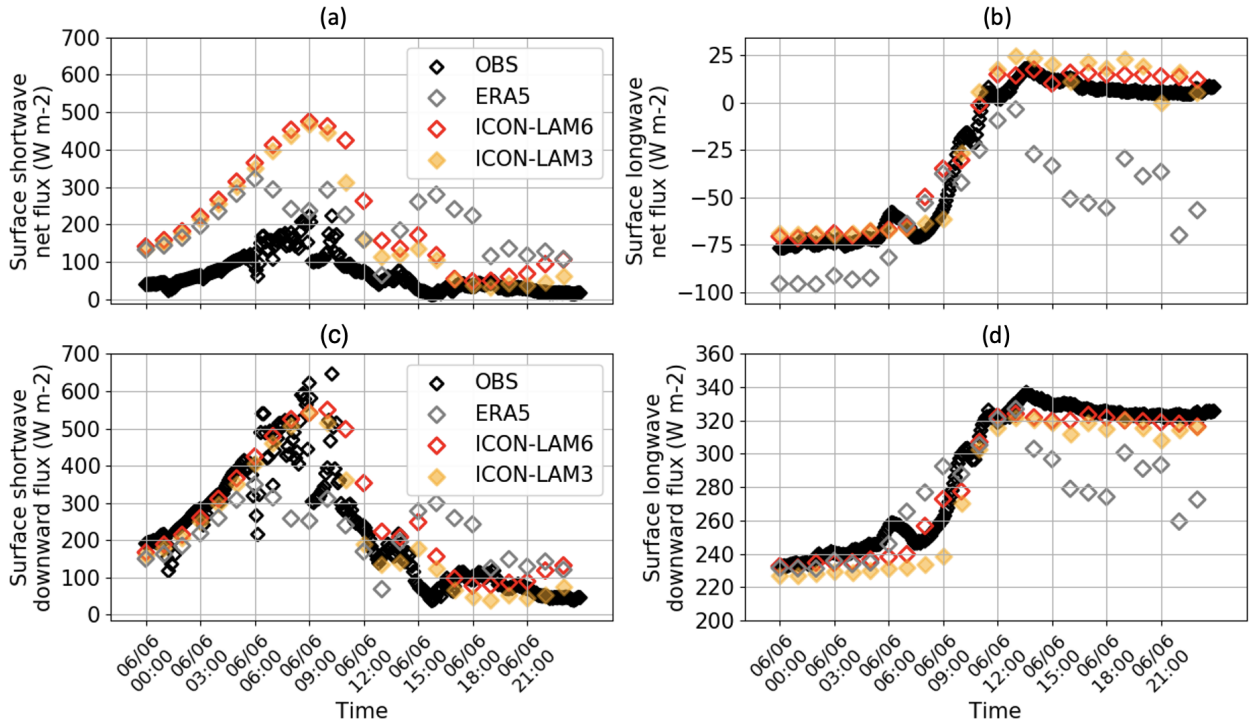 (a)
Surface shortwave
net flux (W m-2)
700
600
500
400
300
200
100
0
OBS
ERA5
ICON-LAM6
ICON-LAM3
(b)
Surface longwave
net flux (W m-2)
25
0
−25
−50
−75
−100
(c)
Surface shortwave
downward flux (W m-2)
700
600
500
400
300
200
100
0
OBS
ERA5
ICON-LAM6
ICON-LAM3
06/06
00:00
06/06
03:00
06/06
06:00
06/06
09:00
06/06
12:00
06/06
15:00
06/06
18:00
06/06
21:00
Time
(d)
Surface longwave
downward flux (W m-2)
360
340
320
300
280
260
240
220
200
06/06
00:00
06/06
03:00
06/06
06:00
06/06
09:00
06/06
12:00
06/06
15:00
06/06
18:00
06/06
21:00
Time